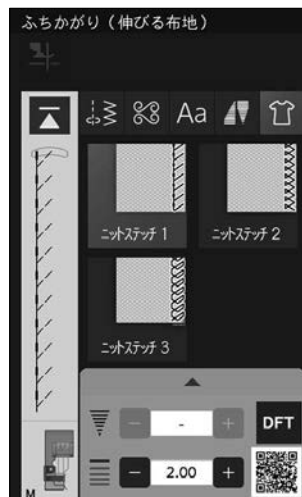 ふちかがり（伸びる布地）
Aa
ニットステッチ 1
ニットステッチ 2
ニットステッチ 3
-
DFT
2.00
M